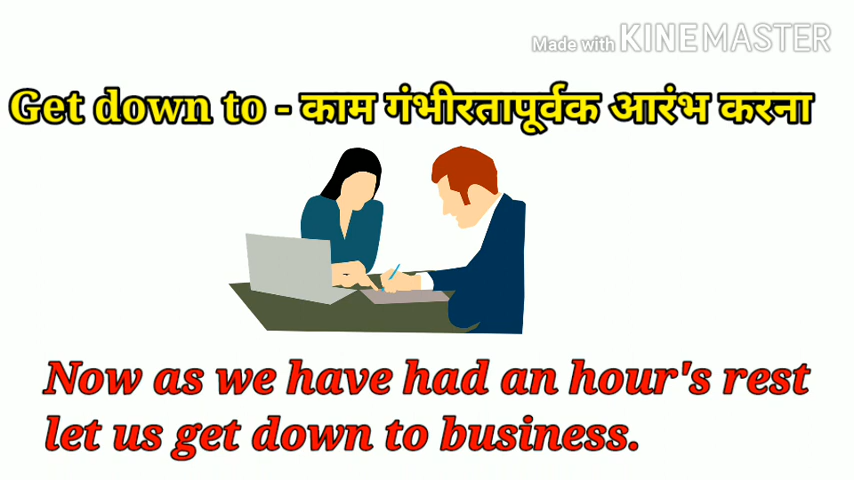 Made with KINEMASTER
Get down to - काम गंभीरतापूर्वक आरंभ करना
Now as we have had an hour's rest
let us get down to business.